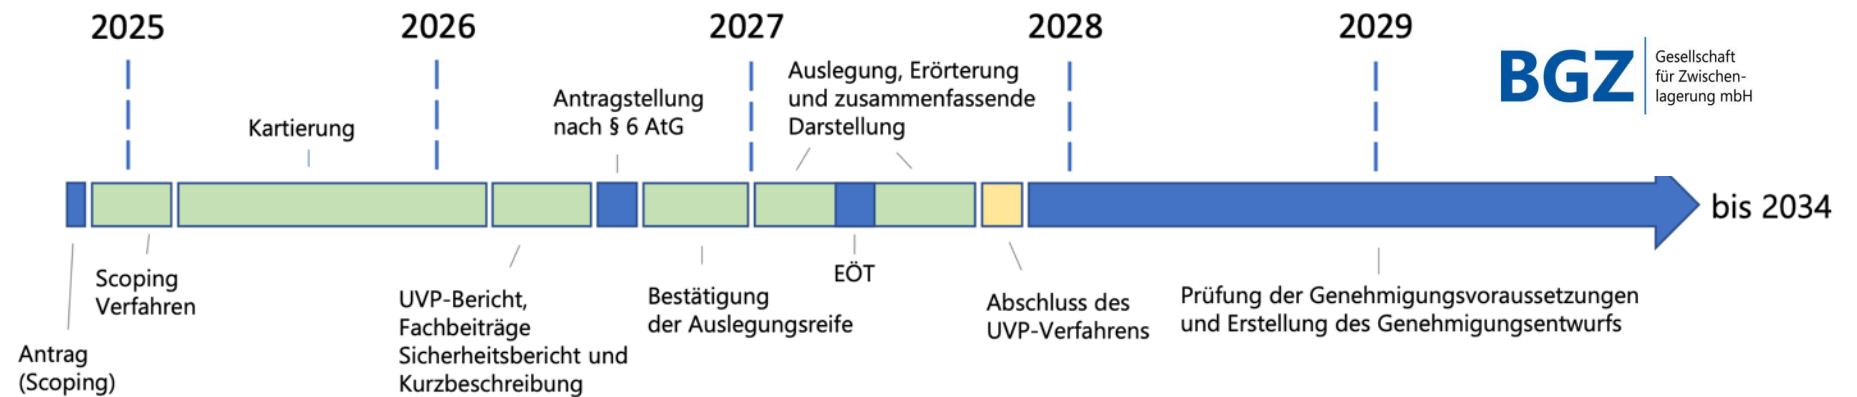 2025
2026
2027
2028
2029
BGZ
Gesellschaft
für Zwischen-
lagerung mbH
Kartierung
Antragstellung
nach § 6 AtG
Auslegung, Erörterung
und zusammenfassende
Darstellung
bis 2034
Antrag
(Scoping)
Scoping
Verfahren
UVP-Bericht,
Fachbeiträge
Sicherheitsbericht und
Kurzbeschreibung
Bestätigung
der Auslegungsreife
EÖT
Abschluss des
UVP-Verfahrens
Prüfung der Genehmigungsvoraussetzungen
und Erstellung des Genehmigungsentwurfs